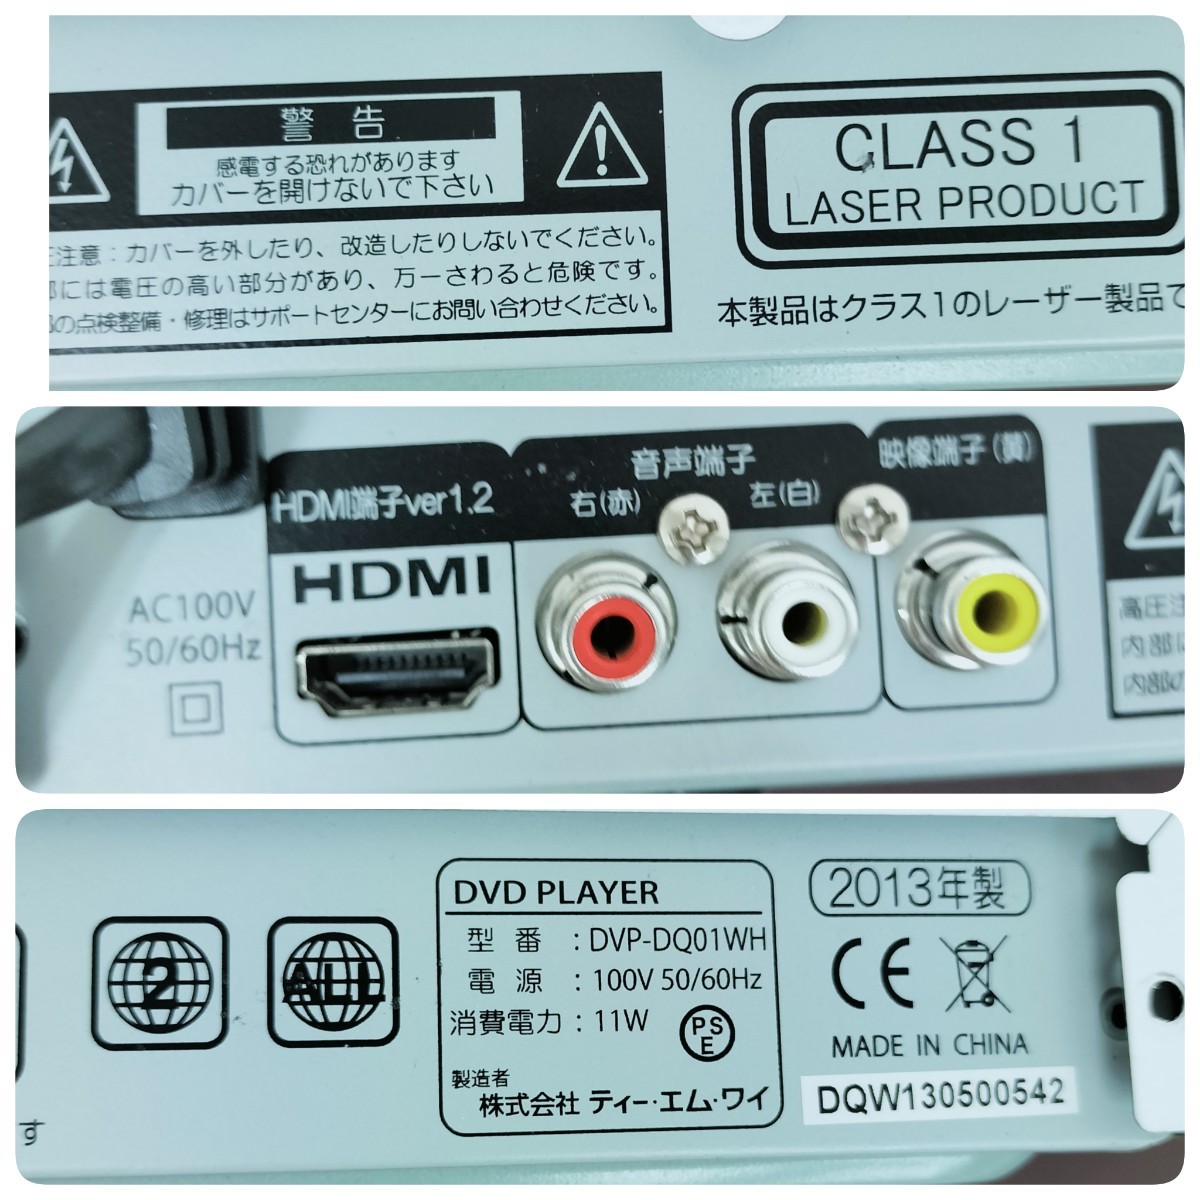 警 告
感電する恐れがあります
カバーを開けないで下さい
注意：カバーを外したり、改造したりしないでください。
には電圧の高い部分があり、万一さわると危険です。
の点検整備・修理はサポートセンターにお問い合わせください。
CLASS 1
LASER PRODUCT
本製品はクラス1のレーザー製品で
AC100V
50/60Hz
HDMI端子ver1.2
HDMI
音声端子
右(赤)
左(白)
映像端子(黄)
高圧注
内部に
内部の
す
2
ALL
DVD PLAYER
型 番 : DVP-DQ01WH
電 源 : 100V 50/60Hz
消費電力 : 11W
PS
E
製造者
株式会社 ティー・エム・ワイ
2013年製
CE
MADE IN CHINA
DQW130500542